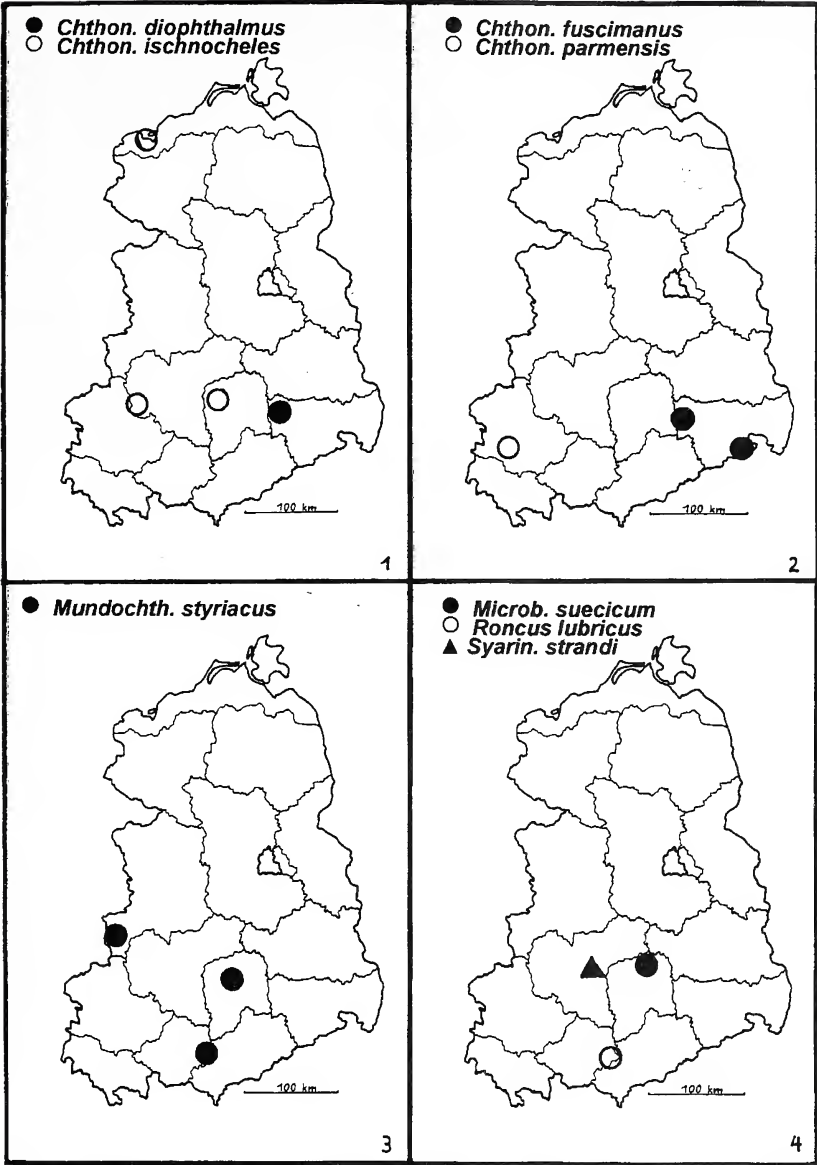 ● Chthon. diophthalmus
○ Chthon. ischnocheles
100 km
1
● Chthon. fuscimanus
○ Chthon. parmensis
100 km
2
● Mundochth. styriacus
100 km
3
● Microb. suecicum
○ Roncus lubricus
▲ Syarin. strandi
100 km
4